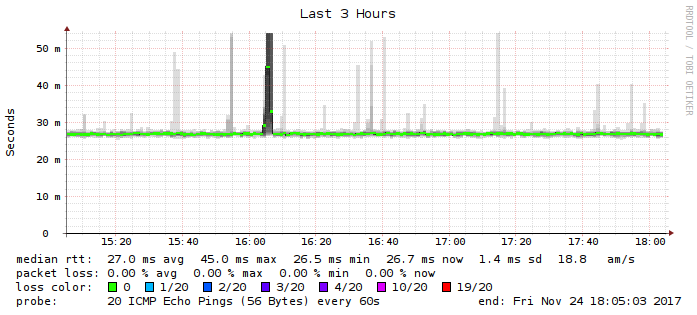 Last 3 Hours
RRDTOOL / TOBI OETIKER
Seconds
50 m
40 m
30 m
20 m
10 m
0
15:20 15:40 16:00 16:20 16:40 17:00 17:20 17:40 18:00
median rtt: 27.0 ms avg 45.0 ms max 26.5 ms min 26.7 ms now 1.4 ms sd 18.8 am/s
packet loss: 0.00 % avg 0.00 % max 0.00 % min 0.00 % now
loss color: 0 1/20 2/20 3/20 4/20 10/20 19/20
probe: 20 ICMP Echo Pings (56 Bytes) every 60s end: Fri Nov 24 18:05:03 2017